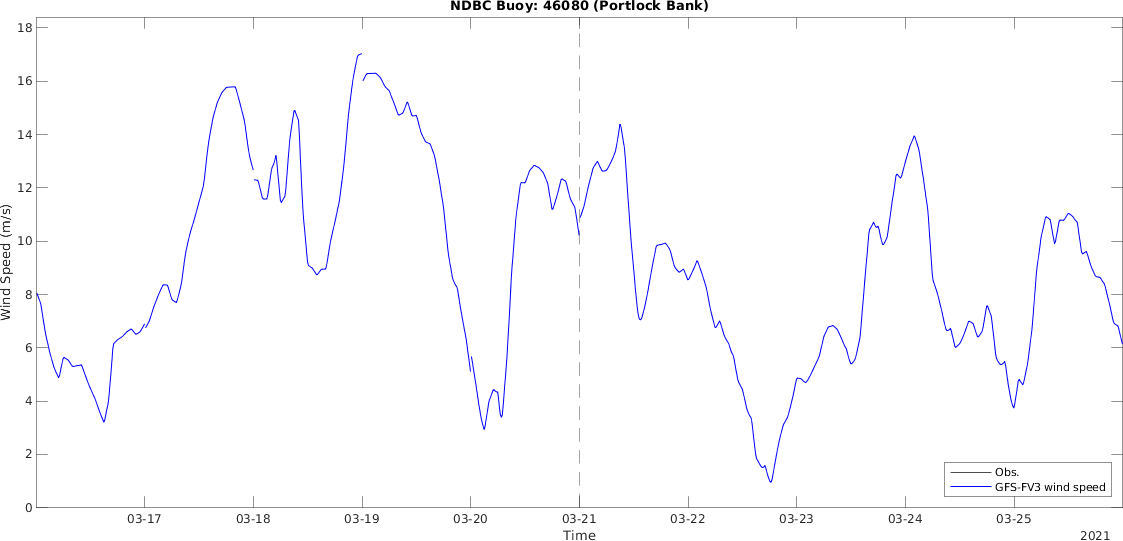 NDBC Buoy: 46080 (Portlock Bank)
18
16
14
12
10
8
6
4
2
0
Wind Speed (m/s)
Obs.
GFS-FV3 wind speed
03-17 03-18 03-19 03-20 03-21 03-22 03-23 03-24 03-25
Time
2021